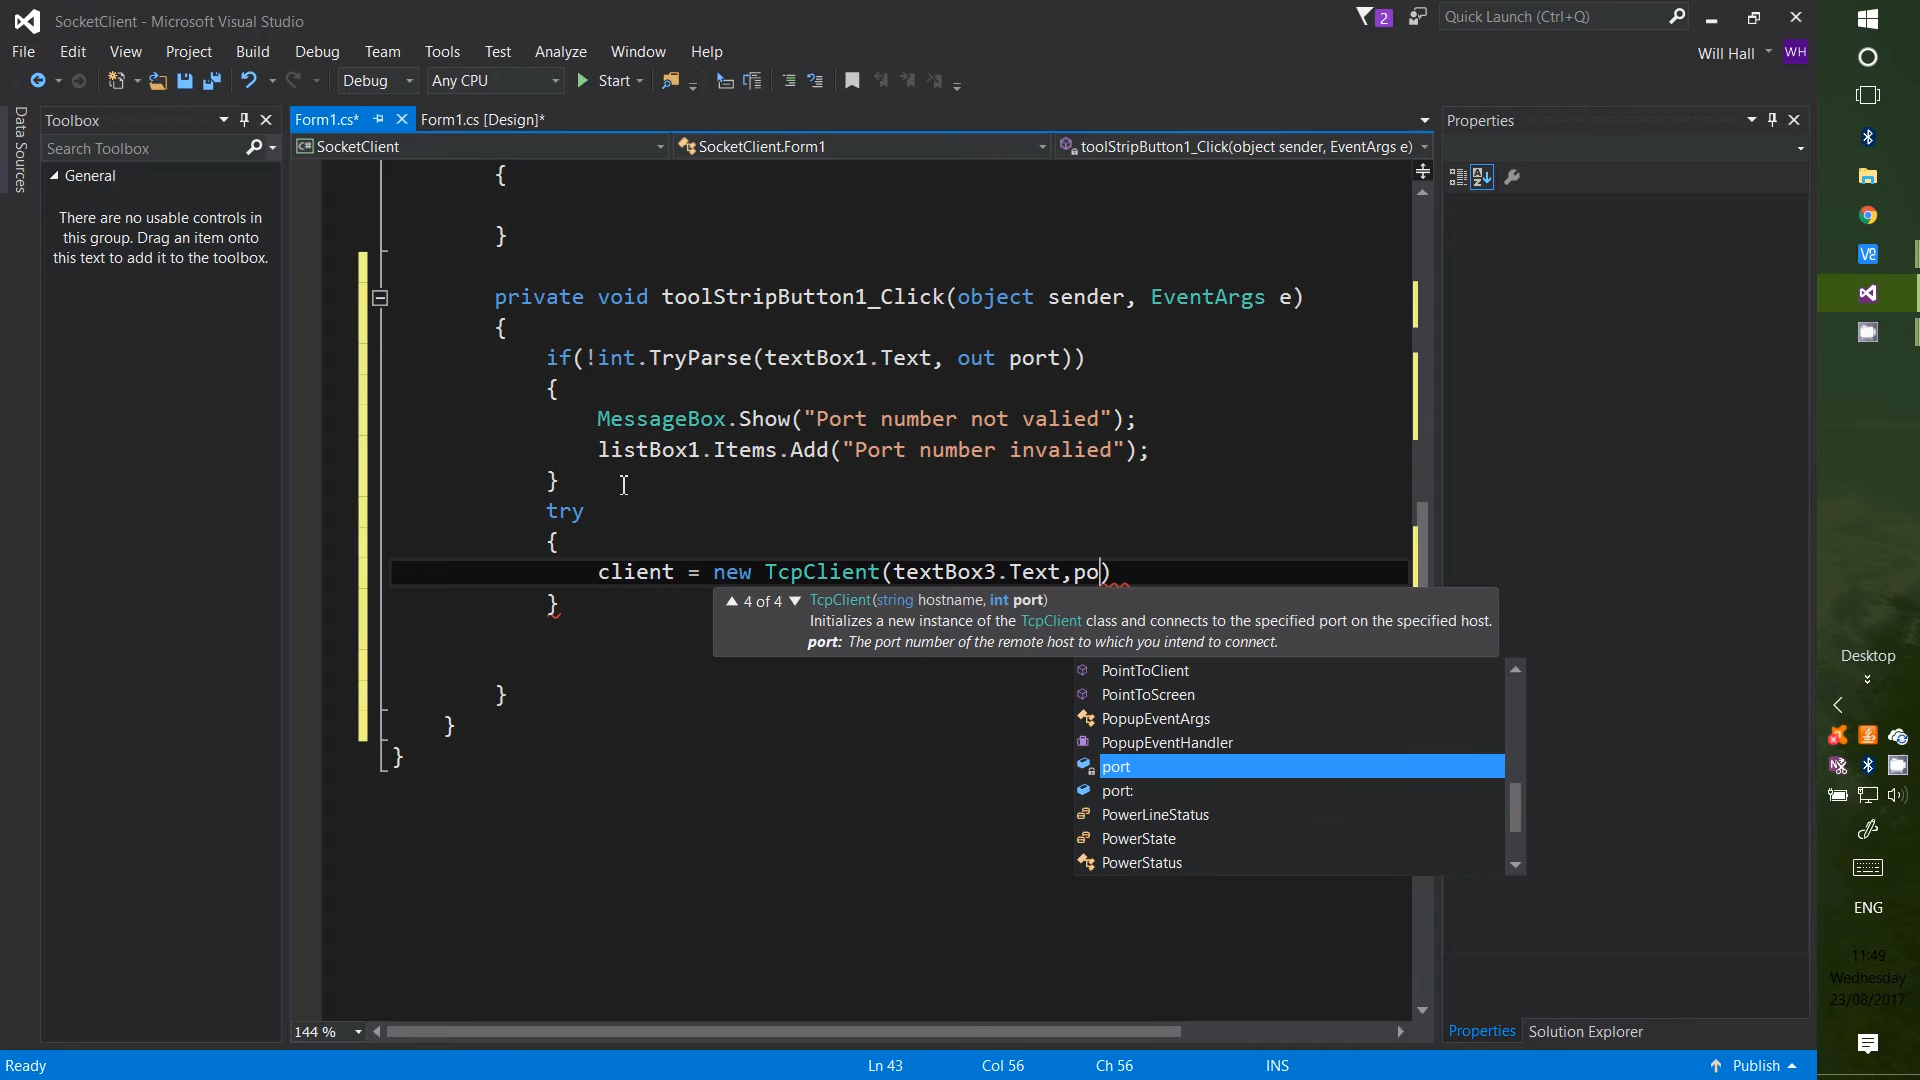 SocketClient - Microsoft Visual Studio
2
Quick Launch (Ctrl+Q)
File Edit View Project Build Debug Team Tools Test Analyze Window Help
Will Hall WH
Debug Any CPU Start
Data Sources
Toolbox
Search Toolbox
General
There are no usable controls in
this group. Drag an item onto
this text to add it to the toolbox.
Form1.cs* Form1.cs [Design]*
SocketClient SocketClient.Form1 toolStripButton1_Click(object sender, EventArgs e)
{
}
private void toolStripButton1_Click(object sender, EventArgs e)
{
if(!int.TryParse(textBox1.Text, out port))
{
MessageBox.Show("Port number not valied");
listBox1.Items.Add("Port number invalied");
}
try
{
client = new TcpClient(textBox3.Text,po)
}
4 of 4 TcpClient(string hostname, int port)
Initializes a new instance of the TcpClient class and connects to the specified port on the specified host.
port: The port number of the remote host to which you intend to connect.
PointToClient
PointToScreen
PopupEventArgs
PopupEventHandler
port
port:
PowerLineStatus
PowerState
PowerStatus
}
}
}
144 %
Properties
Properties Solution Explorer
Ready Ln 43 Col 56 Ch 56 INS Publish
Desktop
ENG
11:49
Wednesday
23/08/2017